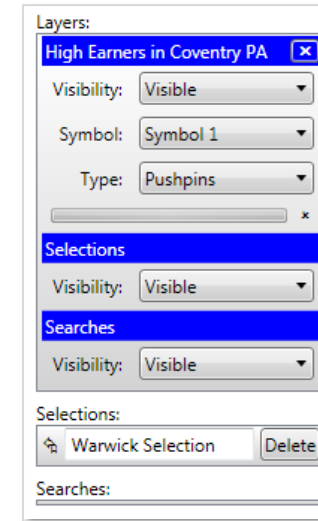 Layers:
High Earners in Coventry PA
Visibility: Visible
Symbol: Symbol 1
Type: Pushpins
Selections
Visibility: Visible
Searches
Visibility: Visible
Selections:
Warwick Selection Delete
Searches: